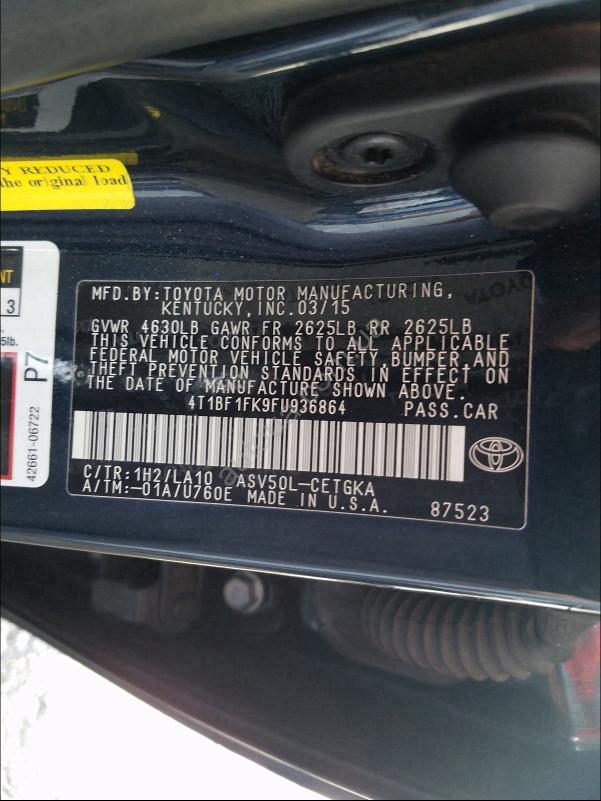 Y REDUCED
the original load
NT
3
5lb.
P7
42661-06722
MFD.BY:TOYOTA MOTOR MANUFACTURING,
KENTUCKY,INC.03/15
GVWR 4630LB GAWR FR 2625LB RR 2625LB
THIS VEHICLE CONFORMS TO ALL APPLICABLE
FEDERAL MOTOR VEHICLE SAFETY BUMPER AND
THEFT PREVENTION STANDARDS IN EFFECT ON
THE DATE OF MANUFACTURE SHOWN ABOVE.
4T1BF1FK9FU936864 PASS.CAR
C/TR:1H2/LA10 ASV50L-CETGKA
A/TM:-01A/U760E MADE IN U.S.A. 87523